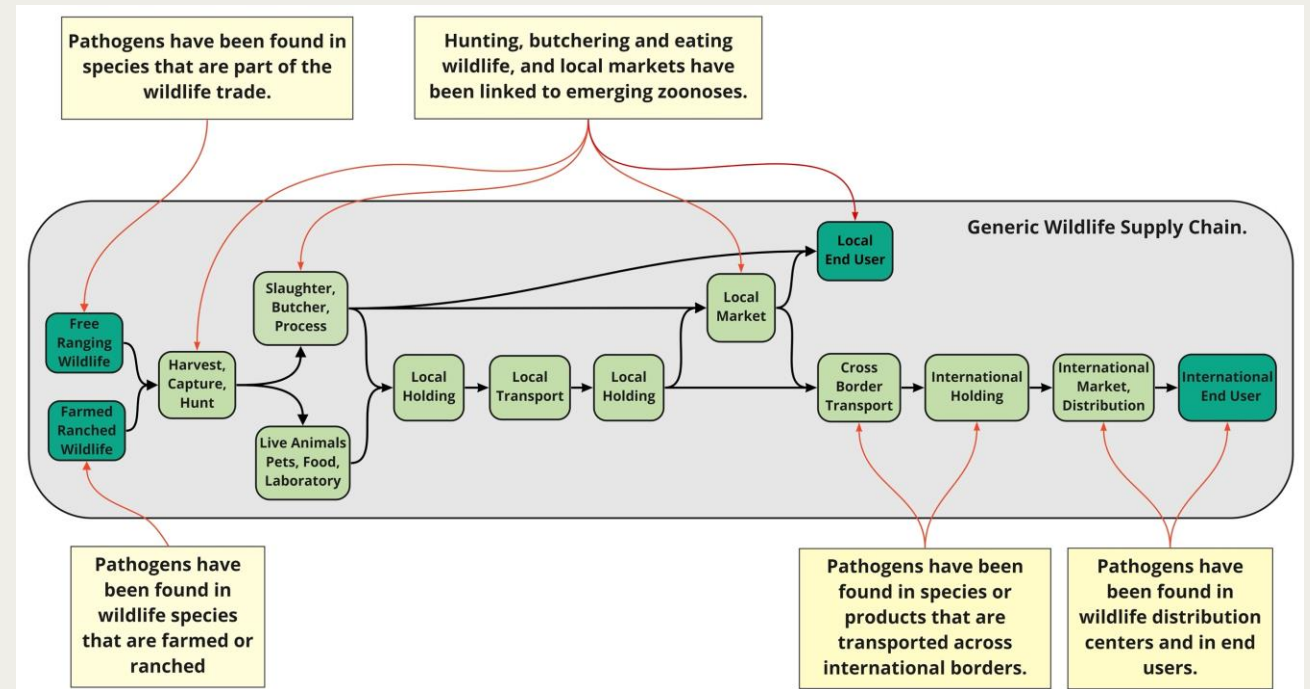 Pathogens have been found in
species that are part of the
wildlife trade.
Hunting, butchering and eating
wildlife, and local markets have
been linked to emerging zoonoses.
Generic Wildlife Supply Chain.
Free
Ranging
Wildlife
Farmed
Ranched
Wildlife
Harvest,
Capture,
Hunt
Slaughter,
Butcher,
Process
Live Animals
Pets, Food,
Laboratory
Local
Holding
Local
Transport
Local
Holding
Local
Market
Local
End User
Cross
Border
Transport
International
Holding
International
Market,
Distribution
International
End User
Pathogens have
been found in
wildlife species
that are farmed or
ranched
Pathogens have been
found in species or
products that are
transported across
international borders.
Pathogens have
been found in
wildlife distribution
centers and in end
users.